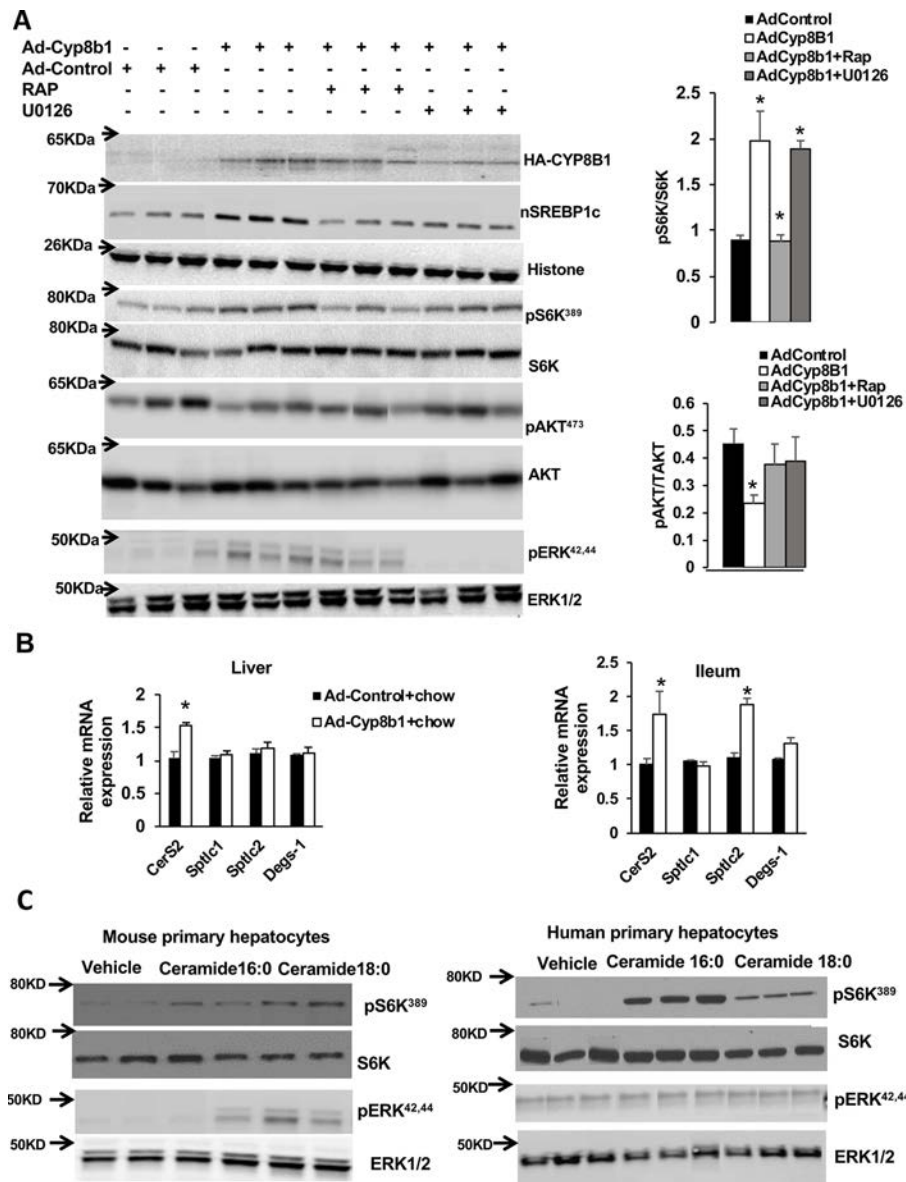 A
Ad-Cyp8b1 - - - + + + + + + + + +
Ad-Control + + + - - - - - - - - -
RAP - - - - - - + + + - - -
U0126 - - - - - - - - - + + +
65KDa
HA-CYP8B1
70KDa
nSREBP1c
26KDa
Histone
80KDa
pS6K389
80KDa
S6K
65KDa
pAKT473
65KDa
AKT
50KDa
pERK42,44
50KDa
ERK1/2
AdControl
AdCyp8B1
AdCyp8b1+Rap
AdCyp8b1+U0126
pS6K/S6K
2.5
2
1.5
1
0.5
0
* * *
AdControl
AdCyp8B1
AdCyp8b1+Rap
AdCyp8b1+U0126
pAKT/TAKT
0.6
0.5
0.4
0.3
0.2
0.1
0
*
B
Liver
Ad-Control+chow
Ad-Cyp8b1+chow
Relative mRNA
expression
2
1.5
1
0.5
0
*
CerS2 Sptlc1 Sptlc2 Degs-1
Ileum
Relative mRNA
expression
2.5
2
1.5
1
0.5
0
* *
CerS2 Sptlc1 Sptlc2 Degs-1
C
Mouse primary hepatocytes
Vehicle Ceramide16:0 Ceramide18:0
80KD
pS6K389
80KD
S6K
50KD
pERK42,44
50KD
ERK1/2
Human primary hepatocytes
Vehicle Ceramide 16:0 Ceramide 18:0
80KD
pS6K389
80KD
S6K
50KD
pERK42,44
50KD
ERK1/2